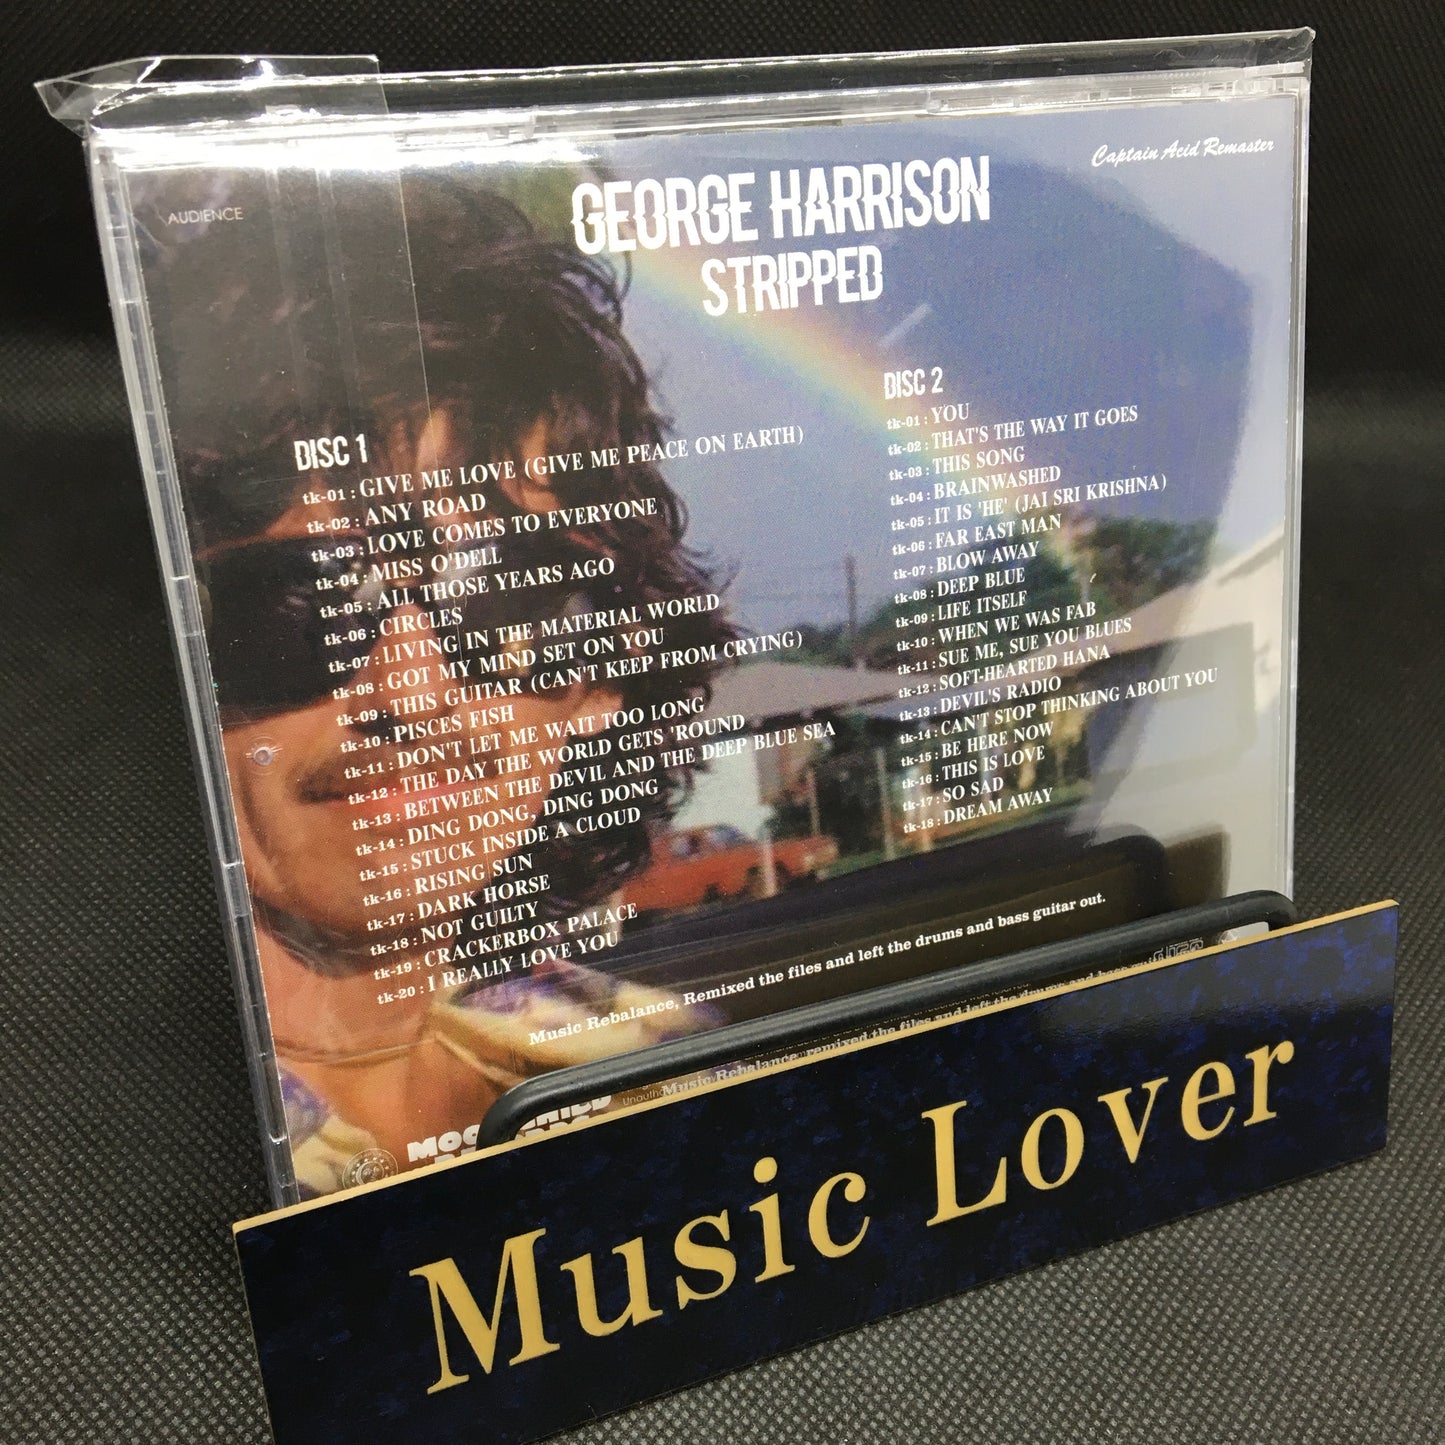 Captain Acid Remaster
AUDIENCE
GEORGE HARRISON
STRIPPED
DISC 1
tk-01 : GIVE ME LOVE (GIVE ME PEACE ON EARTH)
tk-02 : ANY ROAD
tk-03 : LOVE COMES TO EVERYONE
tk-04 : MISS O'DELL
tk-05 : ALL THOSE YEARS AGO
tk-06 : CIRCLES
tk-07 : LIVING IN THE MATERIAL WORLD
tk-08 : GOT MY MIND SET ON YOU
tk-09 : THIS GUITAR (CAN'T KEEP FROM CRYING)
tk-10 : PISCES FISH
tk-11 : DON'T LET ME WAIT TOO LONG
tk-12 : THE DAY THE WORLD GETS 'ROUND
tk-13 : BETWEEN THE DEVIL AND THE DEEP BLUE SEA
tk-14 : DING DONG, DING DONG
tk-15 : STUCK INSIDE A CLOUD
tk-16 : RISING SUN
tk-17 : DARK HORSE
tk-18 : NOT GUILTY
tk-19 : CRACKERBOX PALACE
tk-20 : I REALLY LOVE YOU
DISC 2
tk-01 : YOU
tk-02 : THAT'S THE WAY IT GOES
tk-03 : THIS SONG
tk-04 : BRAINWASHED
tk-05 : IT IS 'HE' (JAI SRI KRISHNA)
tk-06 : FAR EAST MAN
tk-07 : BLOW AWAY
tk-08 : DEEP BLUE
tk-09 : LIFE ITSELF
tk-10 : WHEN WE WAS FAB
tk-11 : SUE ME, SUE YOU BLUES
tk-12 : SOFT-HEARTED HANA
tk-13 : DEVIL'S RADIO
tk-14 : CAN'T STOP THINKING ABOUT YOU
tk-15 : BE HERE NOW
tk-16 : THIS IS LOVE
tk-17 : SO SAD
tk-18 : DREAM AWAY
Music Rebalance, Remixed the files and left the drums and bass guitar out.
Music Rebalance, remixed the files and left the drums and bass
Music Lover